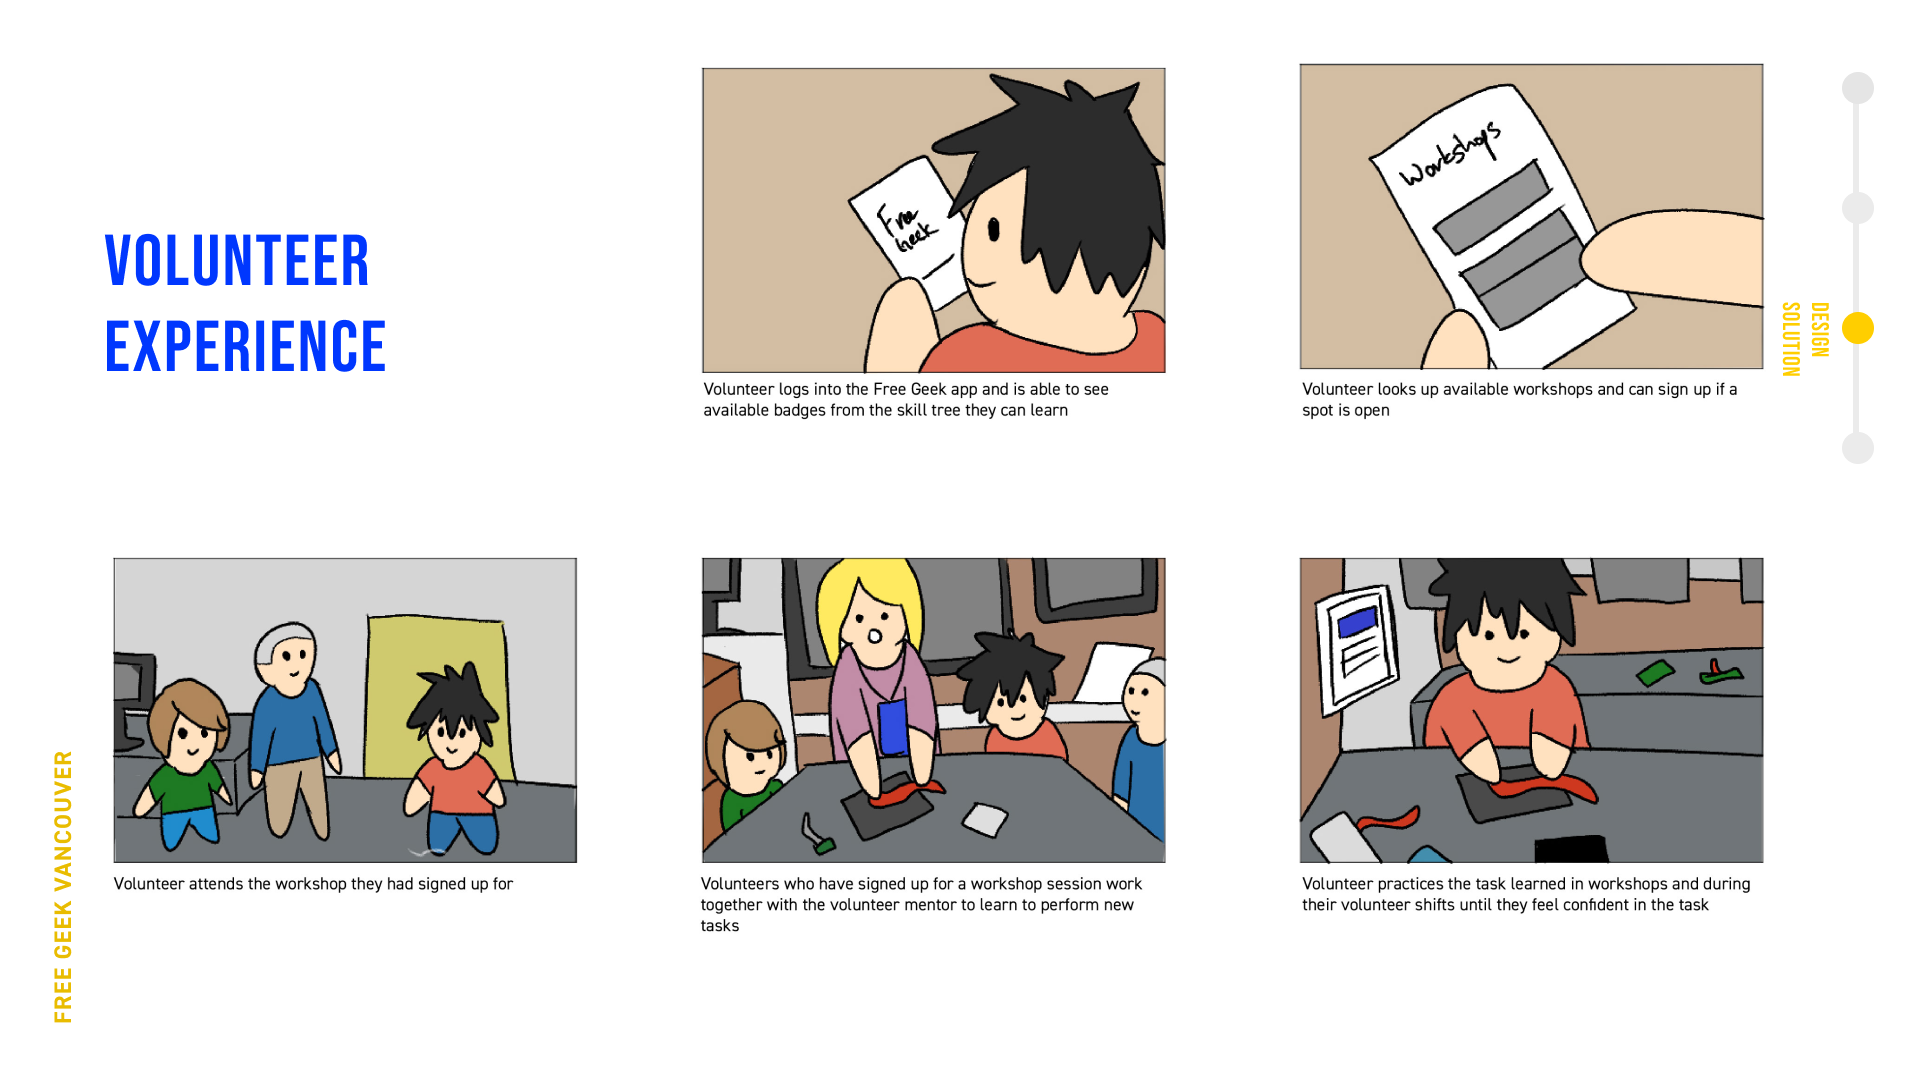 VOLUNTEER
EXPERIENCE
Free
Geek
Volunteer logs into the Free Geek app and is able to see
available badges from the skill tree they can learn
Workshops
Volunteer looks up available workshops and can sign up if a
spot is open
DESIGN
SOLUTION
Volunteer attends the workshop they had signed up for
Volunteers who have signed up for a workshop session work
together with the volunteer mentor to learn to perform new
tasks
Volunteer practices the task learned in workshops and during
their volunteer shifts until they feel confident in the task
FREE GEEK VANCOUVER